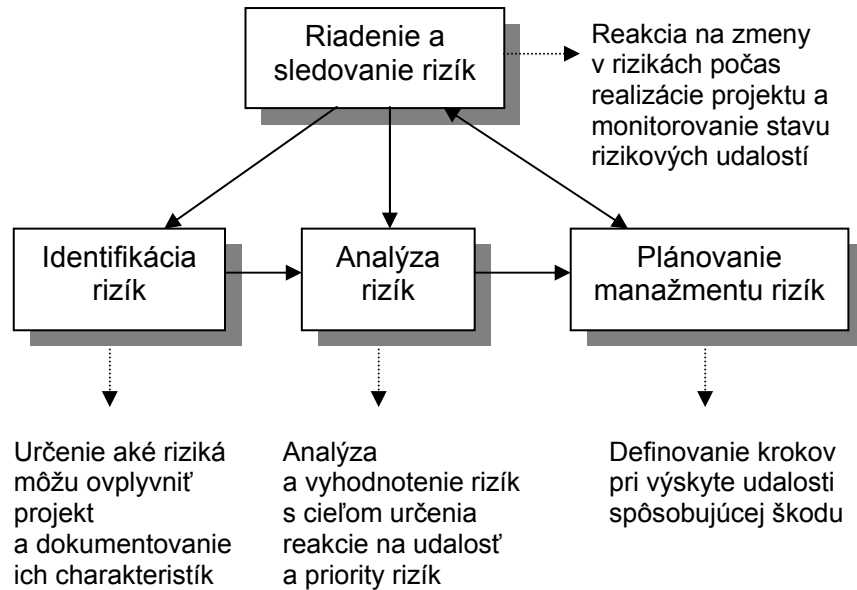 Riadenie a
sledovanie rizík
Reakcia na zmeny
v rizikách počas
realizácie projektu a
monitorovanie stavu
rizikových udalostí
Identifikácia
rizík
Analýza
rizík
Plánovanie
manažmentu rizík
Určenie aké riziká
môžu ovplyvniť
projekt
a dokumentovanie
ich charakteristík
Analýza
a vyhodnotenie rizík
s cieľom určenia
reakcie na udalosť
a priority rizík
Definovanie krokov
pri výskyte udalosti
spôsobujúcej škodu